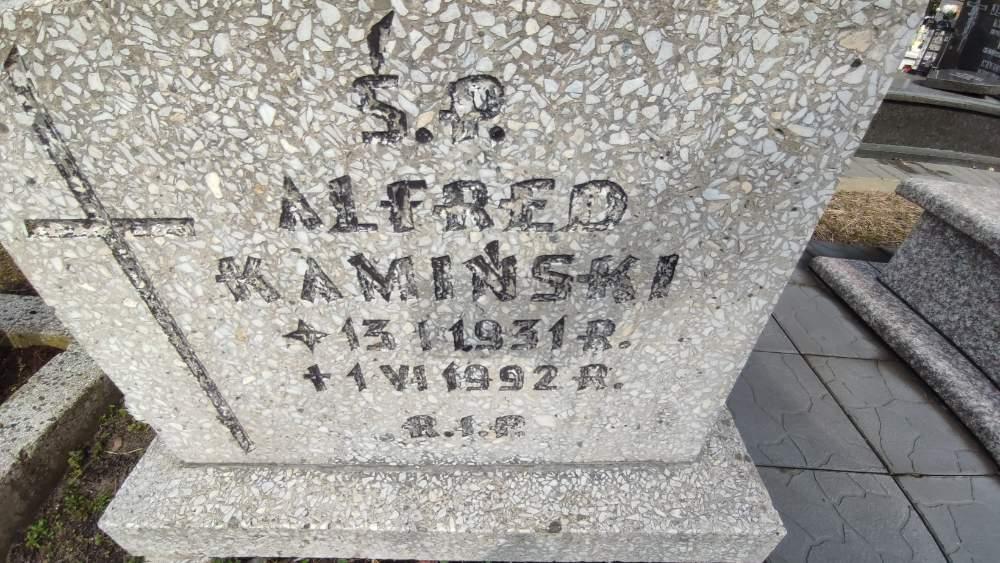 Ś.P.
ALFRED
KAMIŃSKI
13 I 1931 R.
1 VI 1992 R.
R.I.P.